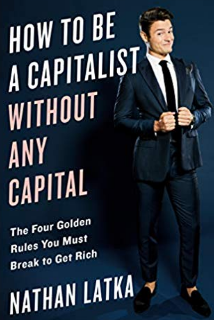 HOW TO BE
A CAPITALIST
WITHOUT
ANY
CAPITAL
The Four Golden
Rules You Must
Break to Get Rich
NATHAN LATKA